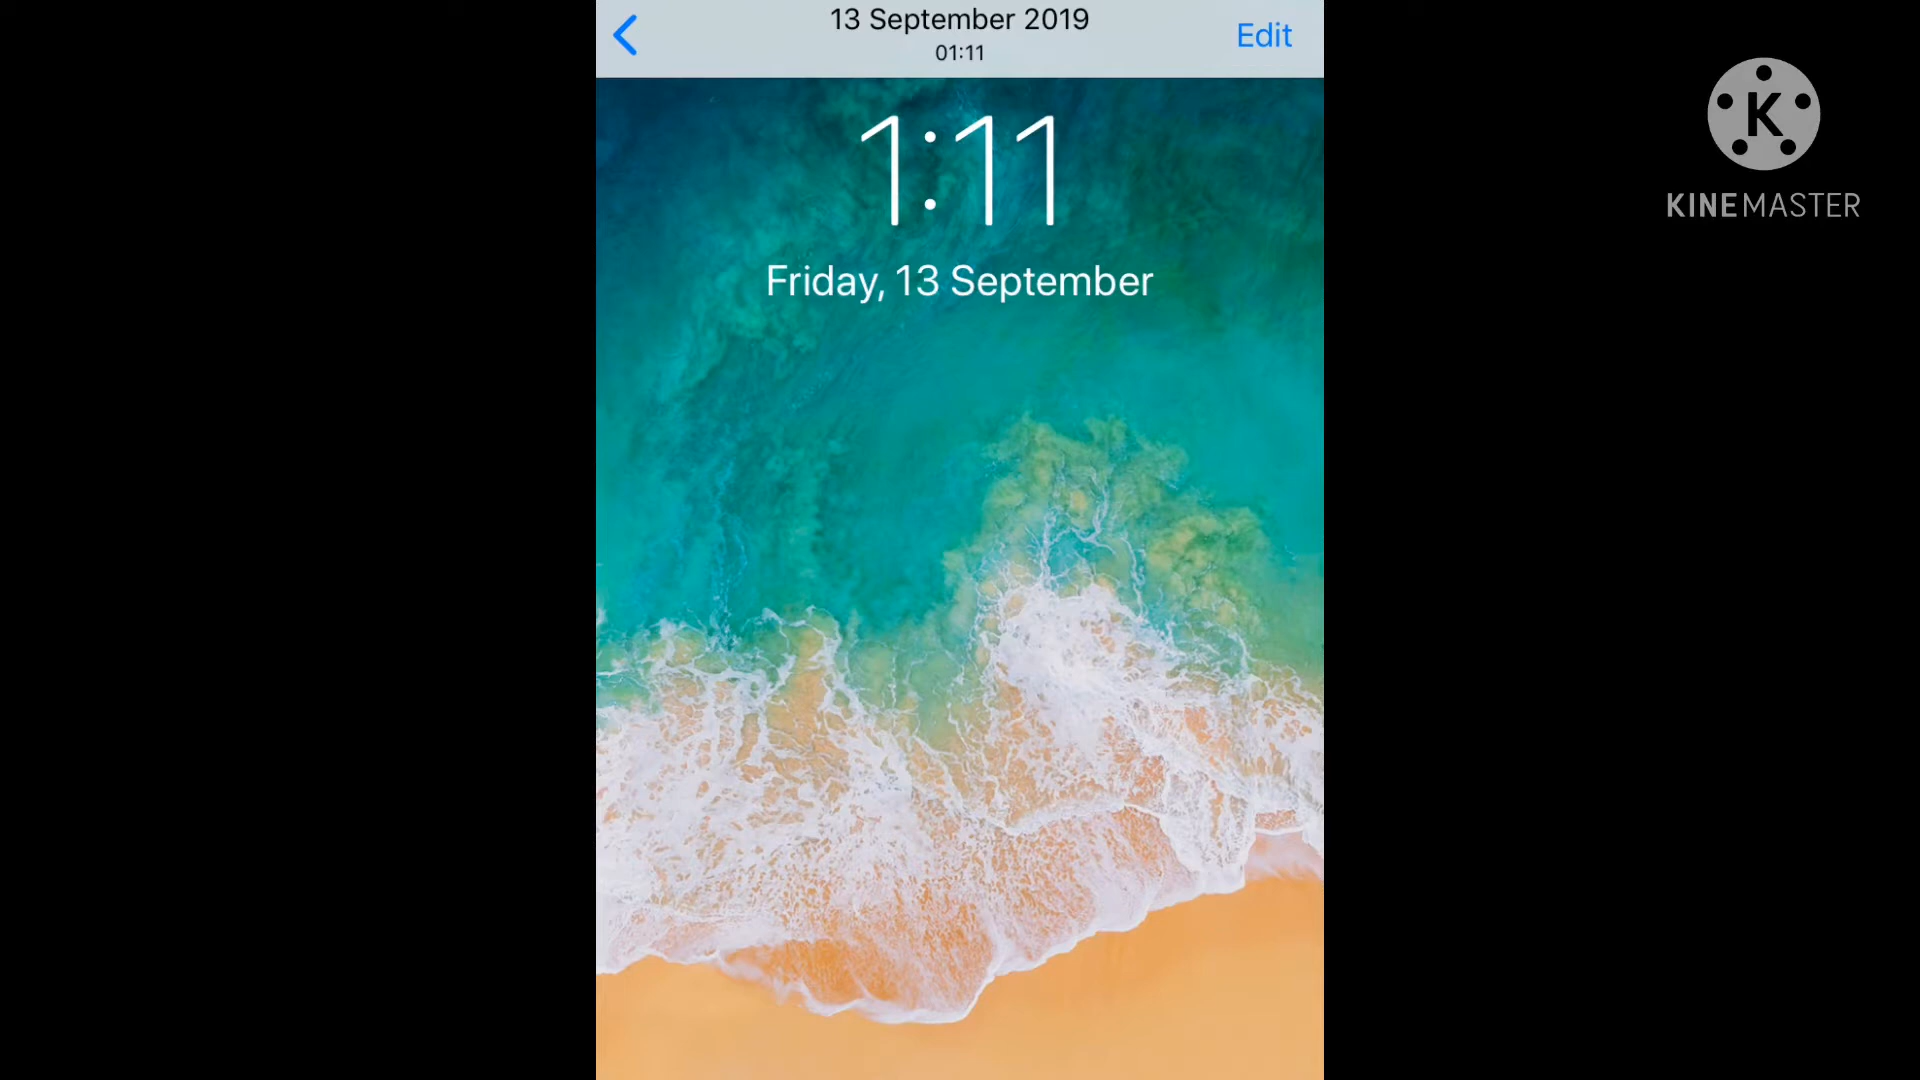 13 September 2019
01:11
Edit
1:11
Friday, 13 September
K
KINEMASTER